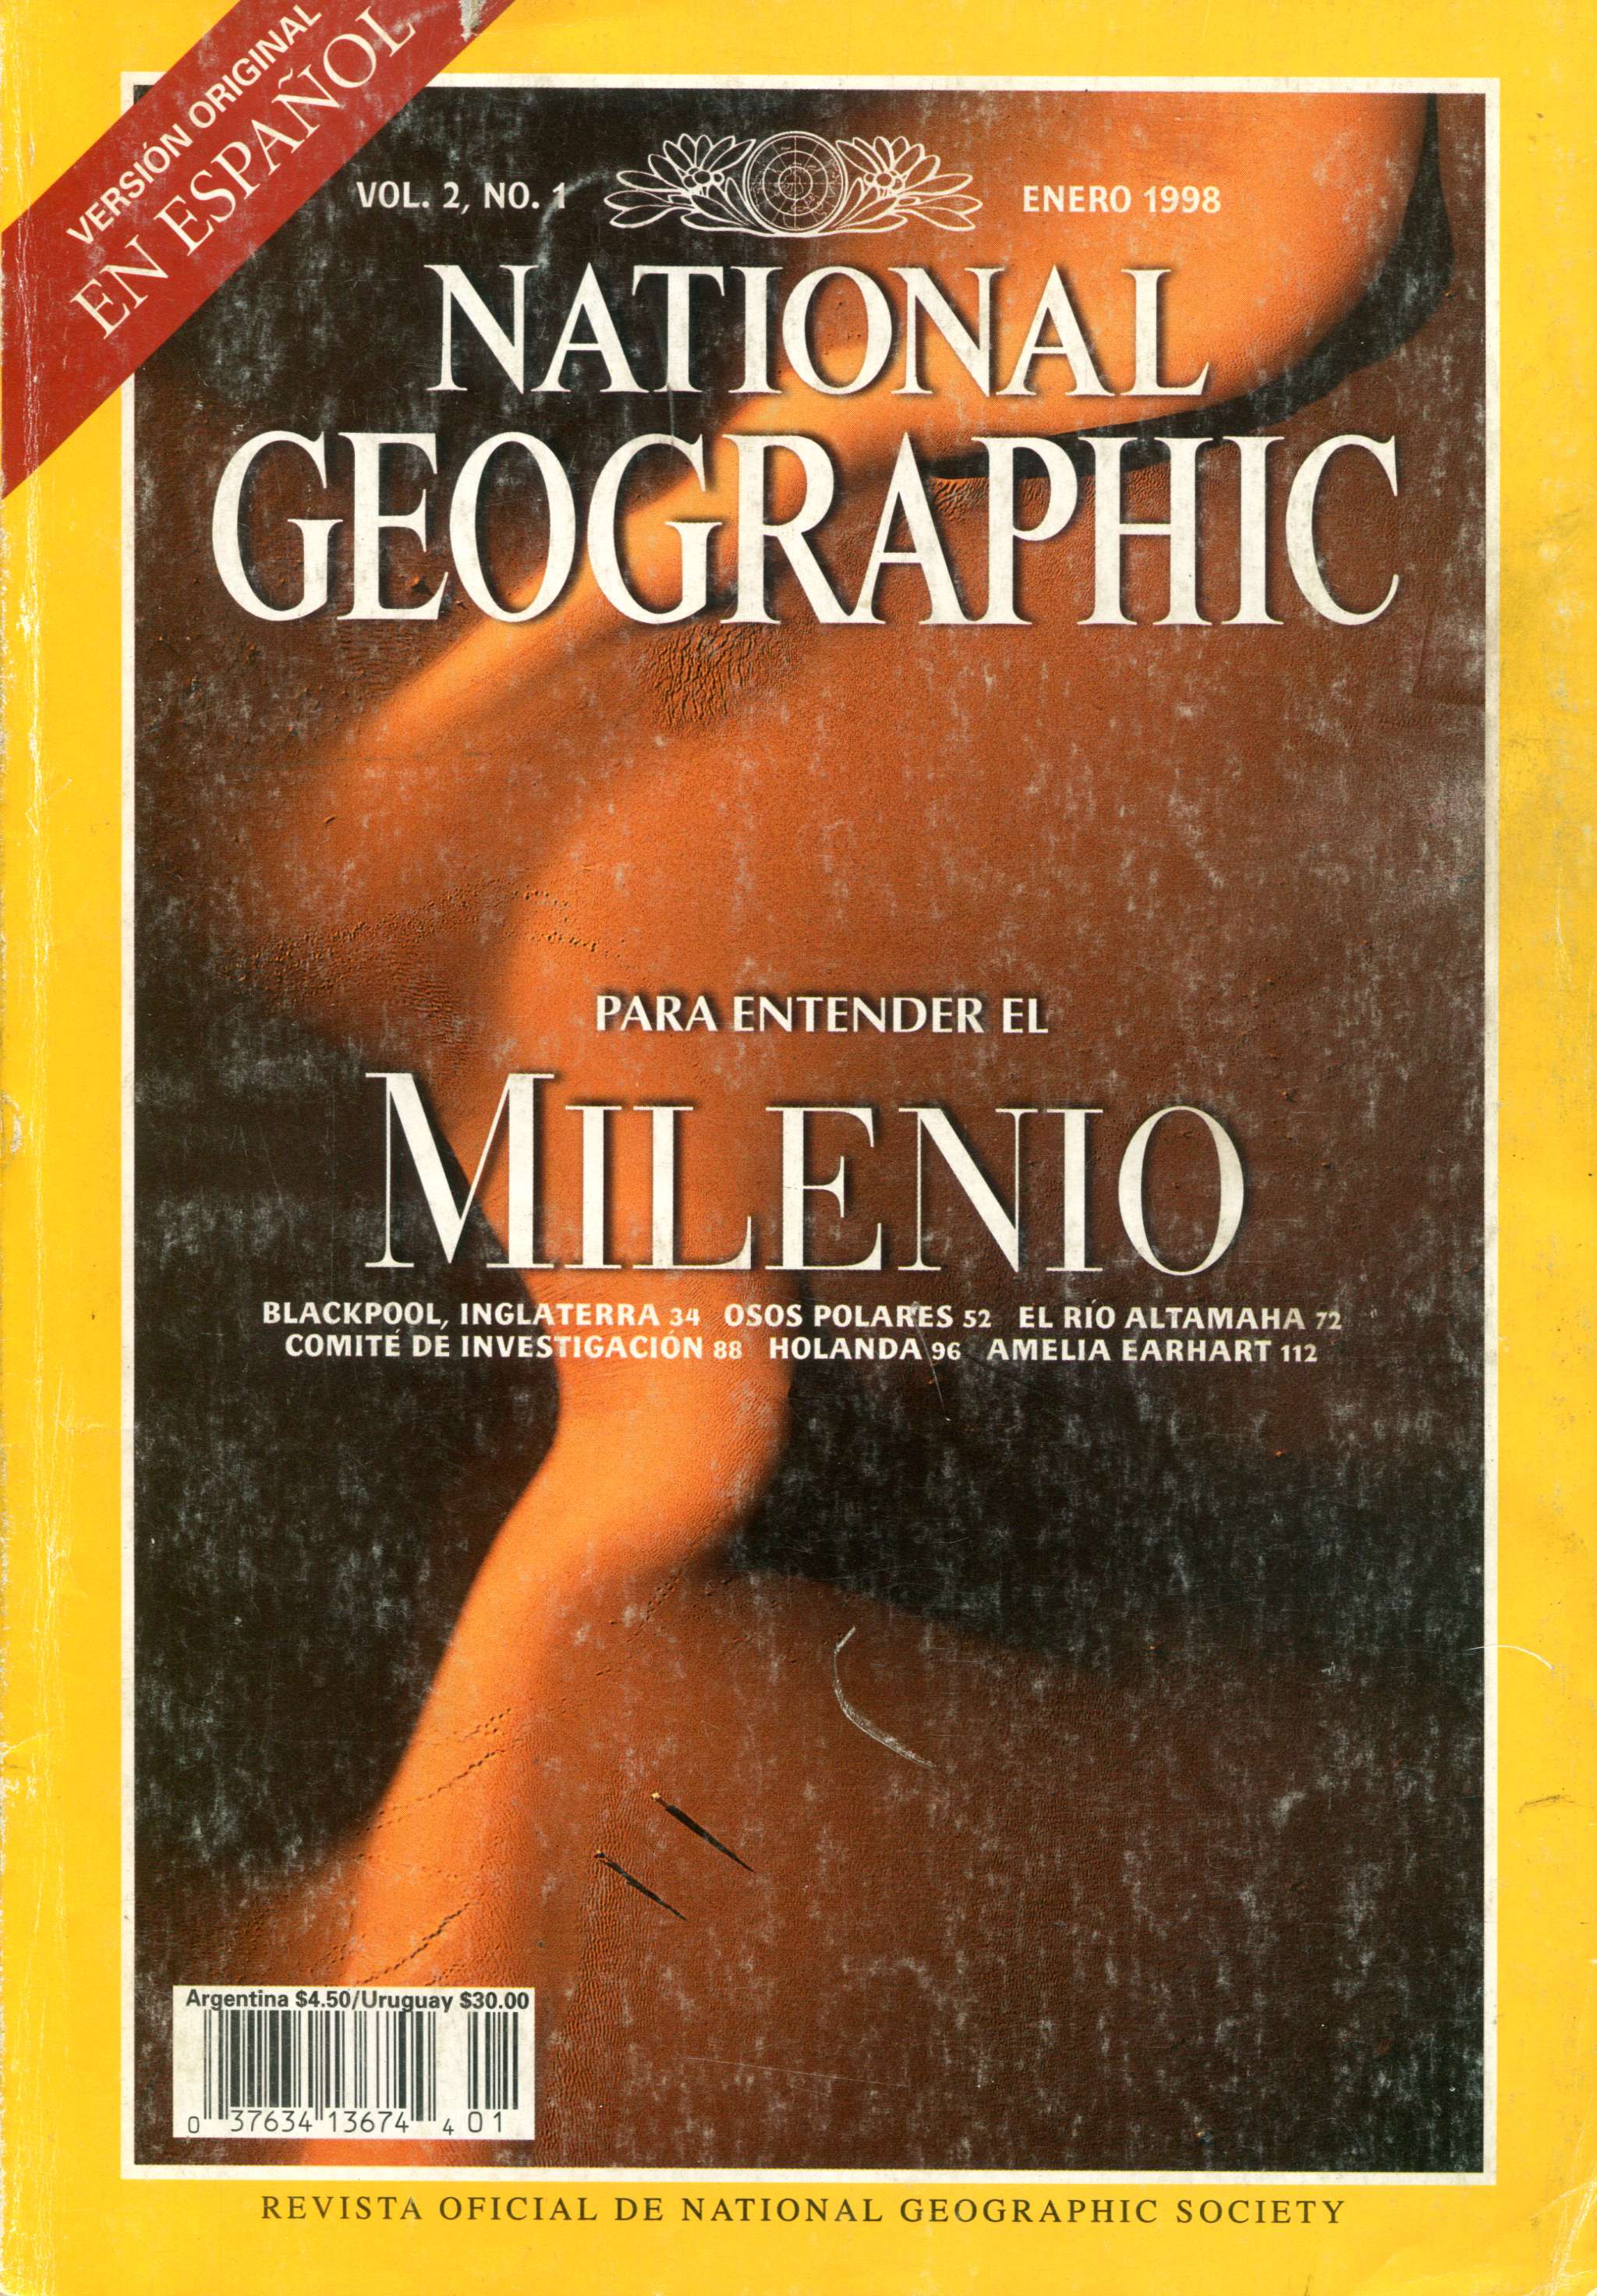 VERSIÓN ORIGINAL
EN ESPAÑOL
VOL. 2, NO. 1
ENERO 1998
NATIONAL
GEOGRAPHIC
PARA ENTENDER EL
MILENIO
BLACKPOOL, INGLATERRA 34 OSOS POLARES 52 EL RÍO ALTAMAHA 72
COMITÉ DE INVESTIGACIÓN 88 HOLANDA 96 AMELIA EARHART 112
Argentina $4.50/Uruguay $30.00
0 37634 13674 4 01
REVISTA OFICIAL DE NATIONAL GEOGRAPHIC SOCIETY